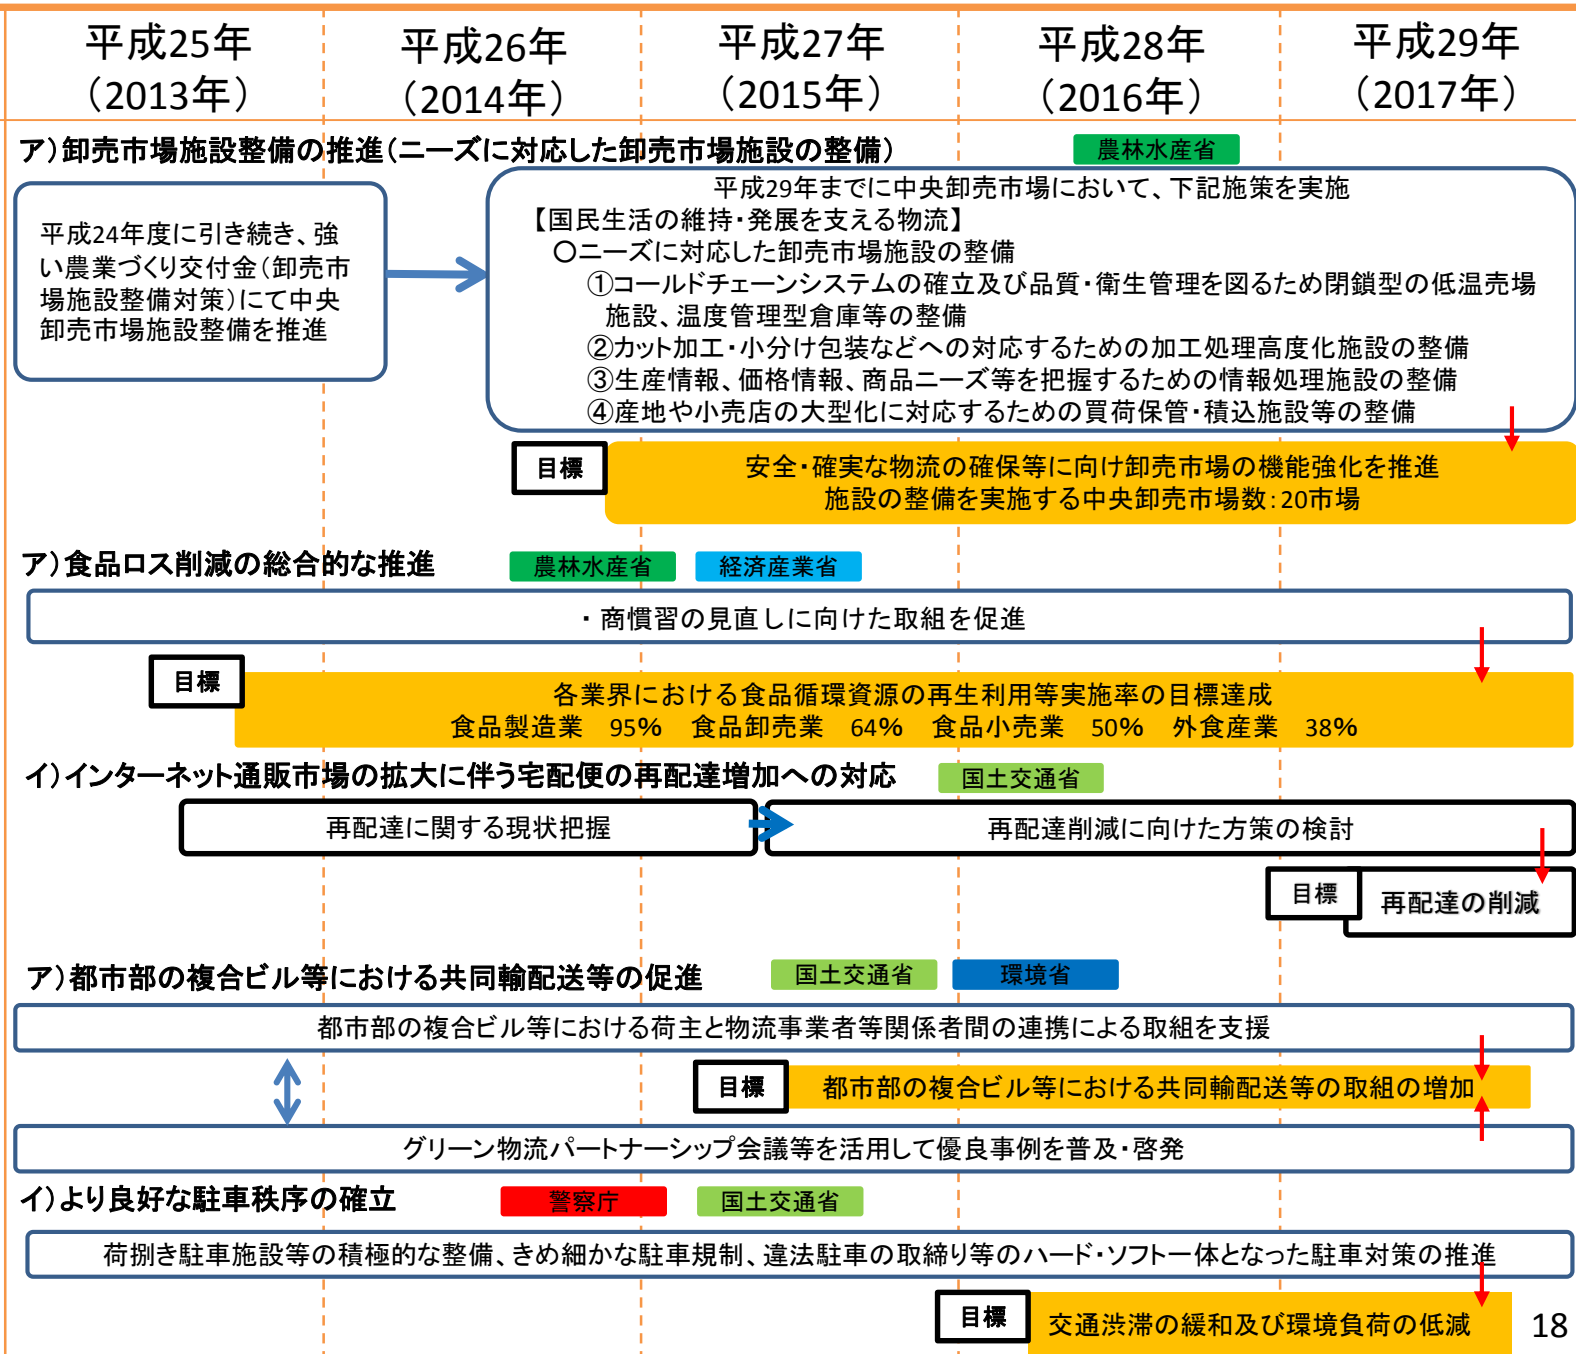 平成25年
（2013年）
平成26年
（2014年）
平成27年
（2015年）
平成28年
（2016年）
平成29年
（2017年）
ア）卸売市場施設整備の推進（ニーズに対応した卸売市場施設の整備）
農林水産省
平成24年度に引き続き、強
い農業づくり交付金（卸売市
場施設整備対策）にて中央
卸売市場施設整備を推進
平成29年までに中央卸売市場において、下記施策を実施
【国民生活の維持・発展を支える物流】
○ニーズに対応した卸売市場施設の整備
①コールドチェーンシステムの確立及び品質・衛生管理を図るため閉鎖型の低温売場
施設、温度管理型倉庫等の整備
②カット加工・小分け包装などへの対応するための加工処理高度化施設の整備
③生産情報、価格情報、商品ニーズ等を把握するための情報処理施設の整備
④産地や小売店の大型化に対応するための買荷保管・積込施設等の整備
目標
安全・確実な物流の確保等に向け卸売市場の機能強化を推進
施設の整備を実施する中央卸売市場数：20市場
ア）食品ロス削減の総合的な推進
農林水産省
経済産業省
・商慣習の見直しに向けた取組を促進
目標
各業界における食品循環資源の再生利用等実施率の目標達成
食品製造業　95%　食品卸売業　64%　食品小売業　50%　外食産業　38%
イ）インターネット通販市場の拡大に伴う宅配便の再配達増加への対応
国土交通省
再配達に関する現状把握
再配達削減に向けた方策の検討
目標
再配達の削減
ア）都市部の複合ビル等における共同輸配送等の促進
国土交通省
環境省
都市部の複合ビル等における荷主と物流事業者等関係者間の連携による取組を支援
目標
都市部の複合ビル等における共同輸配送等の取組の増加
グリーン物流パートナーシップ会議等を活用して優良事例を普及・啓発
イ）より良好な駐車秩序の確立
警察庁
国土交通省
荷捌き駐車施設等の積極的な整備、きめ細かな駐車規制、違法駐車の取締り等のハード・ソフト一体となった駐車対策の推進
目標
交通渋滞の緩和及び環境負荷の低減
18